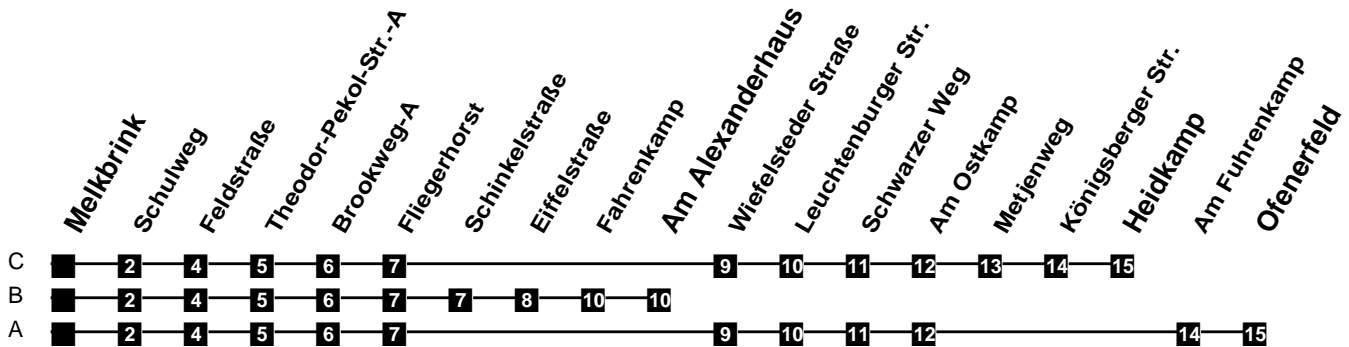 Melkbrink
Schulweg
Feldstraße
Theodor-Pekol-Str.-A
Brookweg-A
Fliegerhorst
Schinkelstraße
Eiffelstraße
Fahrenkamp
Am Alexanderhaus
Wiefelsteder Straße
Leuchtenburger Str.
Schwarzer Weg
Am Ostkamp
Metjenweg
Königsberger Str.
Heidkamp
Am Fuhrenkamp
Ofenerfeld
C 2 4 5 6 7 9 10 11 12 13 14 15
B 2 4 5 6 7 7 8 10 10
A 2 4 5 6 7 9 10 11 12 14 15